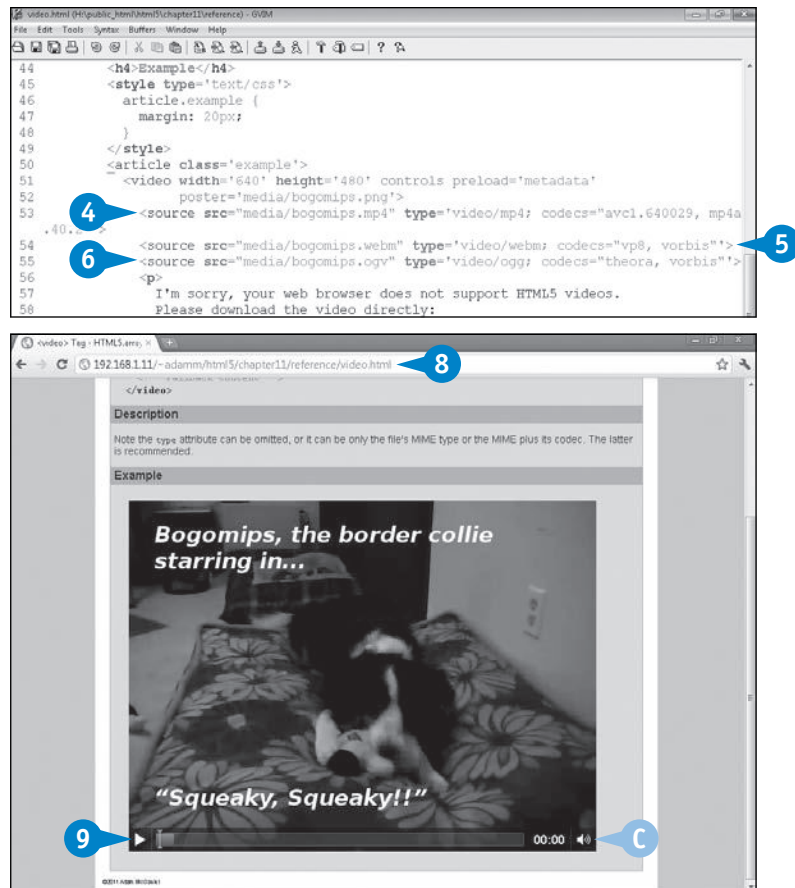 video.html (H:\public_html\html5\chapter11\reference) - GVIM
File Edit Tools Syntax Buffers Window Help
44 <h4>Example</h4>
45 <style type='text/css'>
46 article.example {
47 margin: 20px;
48 }
49 </style>
50 <article class='example'>
51 <video width='640' height='480' controls preload='metadata'
52 poster='media/bogomips.png'>
4
53 <source src="media/bogomips.mp4" type='video/mp4; codecs="avc1.640029, mp4a
.40.2 >
54 <source src="media/bogomips.webm" type='video/webm; codecs="vp8, vorbis"'>
5
6
55 <source src="media/bogomips.ogv" type='video/ogg; codecs="theora, vorbis"'>
56 <p>
57 I'm sorry, your web browser does not support HTML5 videos.
58 Please download the video directly:
<video> Tag - HTML5
192.168.1.11/~adamm/html5/chapter11/reference/video.html
8
</video>
Description
Note the type attribute can be omitted, or it can be only the file's MIME type or the MIME plus its codec. The latter
is recommended.
Example
Bogomips, the border collie
starring in...
“Squeaky, Squeaky!!”
9
00:00
C